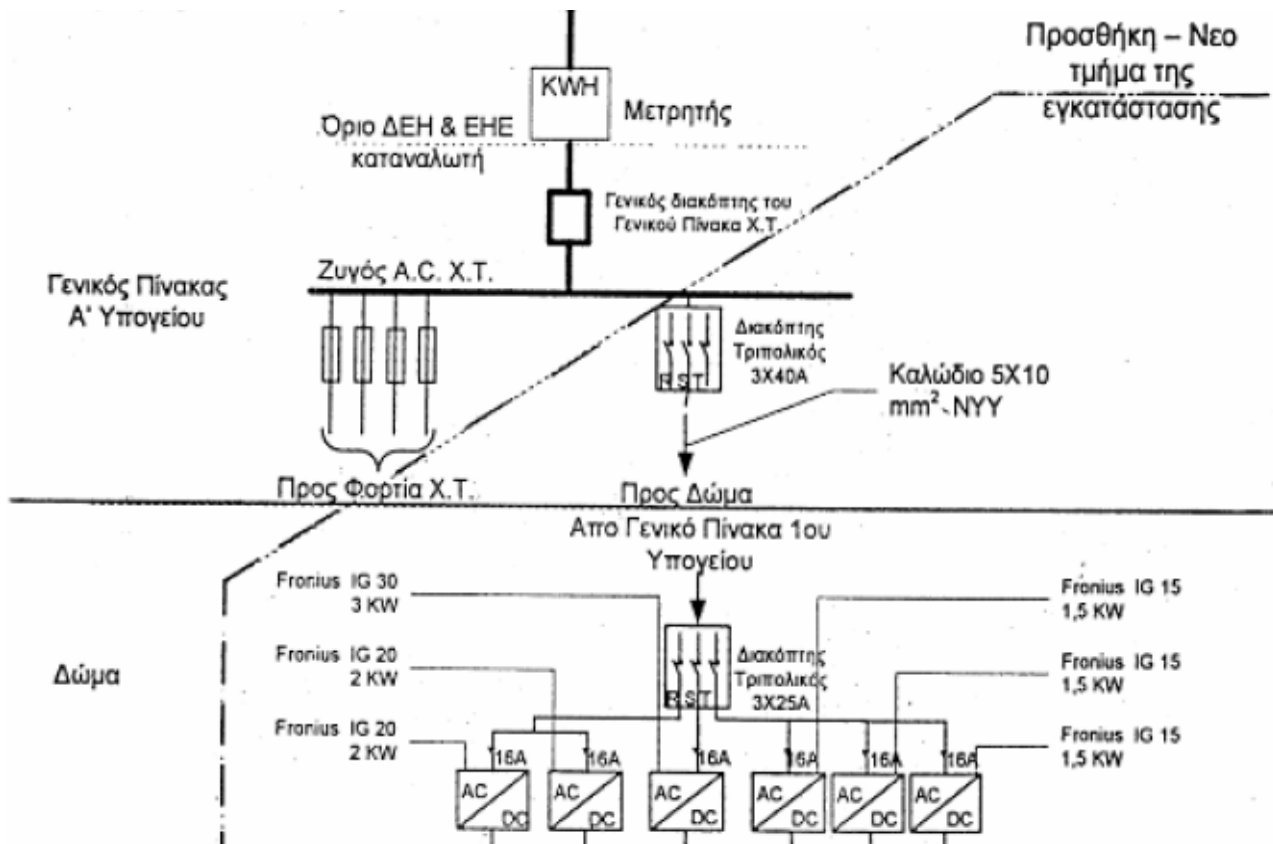 Προσθήκη – Νεο
τμήμα της
εγκατάστασης
KWH
Μετρητής
Όριο ΔΕΗ & ΕΗΕ
καταναλωτή
Γενικός διακόπτης του
Γενικού Πίνακα Χ.Τ.
Ζυγός A.C. Χ.Τ.
Γενικός Πίνακας
Α' Υπογείου
Διακόπτης
Τριπολικός
3X40A
R S T
Καλώδιο 5X10
mm²-NYY
Προς Φορτία Χ.Τ.
Προς Δώμα
Απο Γενικό Πίνακα 1ου
Υπογείου
Fronius IG 30
3 KW
Fronius IG 15
1,5 KW
Διακόπτης
Τριπολικός
3X25A
R S T
Δώμα
Fronius IG 20
2 KW
Fronius IG 15
1,5 KW
Fronius IG 20
2 KW
Fronius IG 15
1,5 KW
16A 16A 16A 16A 16A 16A
AC AC AC AC AC AC
DC DC DC DC DC DC